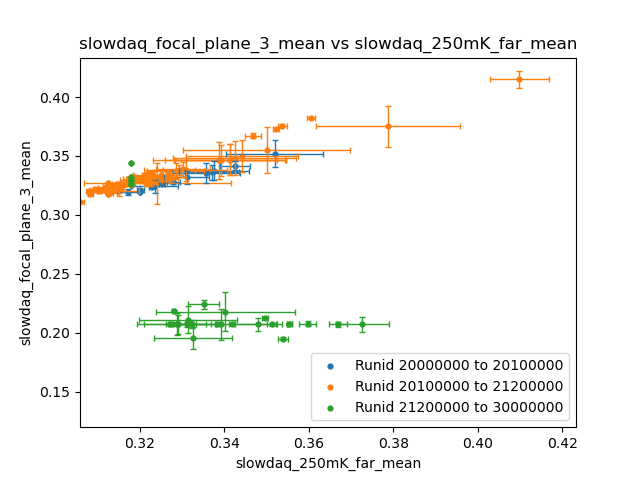 slowdaq_focal_plane_3_mean vs slowdaq_250mK_far_mean
slowdaq_focal_plane_3_mean
0.40
0.35
0.30
0.25
0.20
0.15
Runid 20000000 to 20100000
Runid 20100000 to 21200000
Runid 21200000 to 30000000
0.32 0.34 0.36 0.38 0.40 0.42
slowdaq_250mK_far_mean